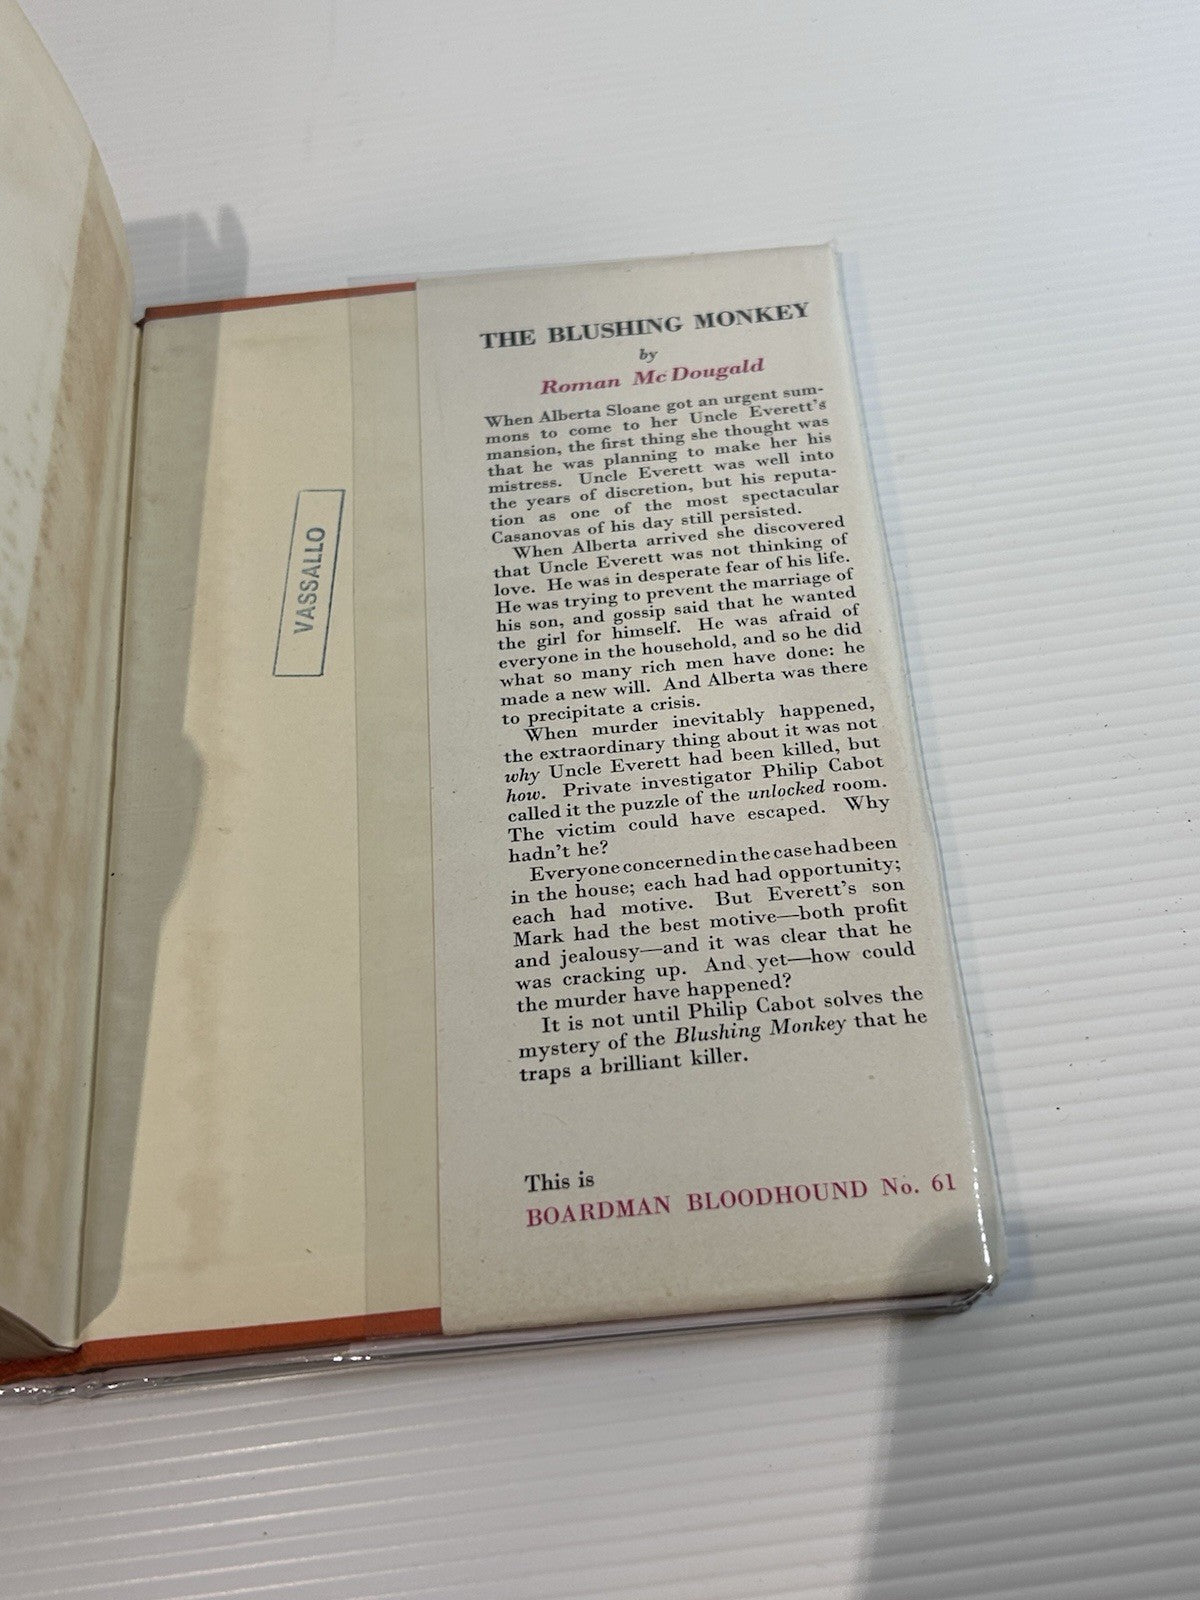 VASSALLO
THE BLUSHING MONKEY
by
Roman McDougald
When Alberta Sloane got an urgent sum-
mons to come to her Uncle Everett's
mansion, the first thing she thought was
that he was planning to make her his
mistress. Uncle Everett was well into
the years of discretion, but his reputa-
tion as one of the most spectacular
Casanovas of his day still persisted.
When Alberta arrived she discovered
that Uncle Everett was not thinking of
love. He was in desperate fear of his life.
He was trying to prevent the marriage of
his son, and gossip said that he wanted
the girl for himself. He was afraid of
everyone in the household, and so he did
what so many rich men have done: he
made a new will. And Alberta was there
to precipitate a crisis.
When murder inevitably happened,
the extraordinary thing about it was not
why Uncle Everett had been killed, but
how. Private investigator Philip Cabot
called it the puzzle of the unlocked room.
The victim could have escaped. Why
hadn't he?
Everyone concerned in the case had been
in the house; each had had opportunity;
each had motive. But Everett's son
Mark had the best motive—both profit
and jealousy—and it was clear that he
was cracking up. And yet—how could
the murder have happened?
It is not until Philip Cabot solves the
mystery of the Blushing Monkey that he
traps a brilliant killer.
This is
BOARDMAN BLOODHOUND No. 61